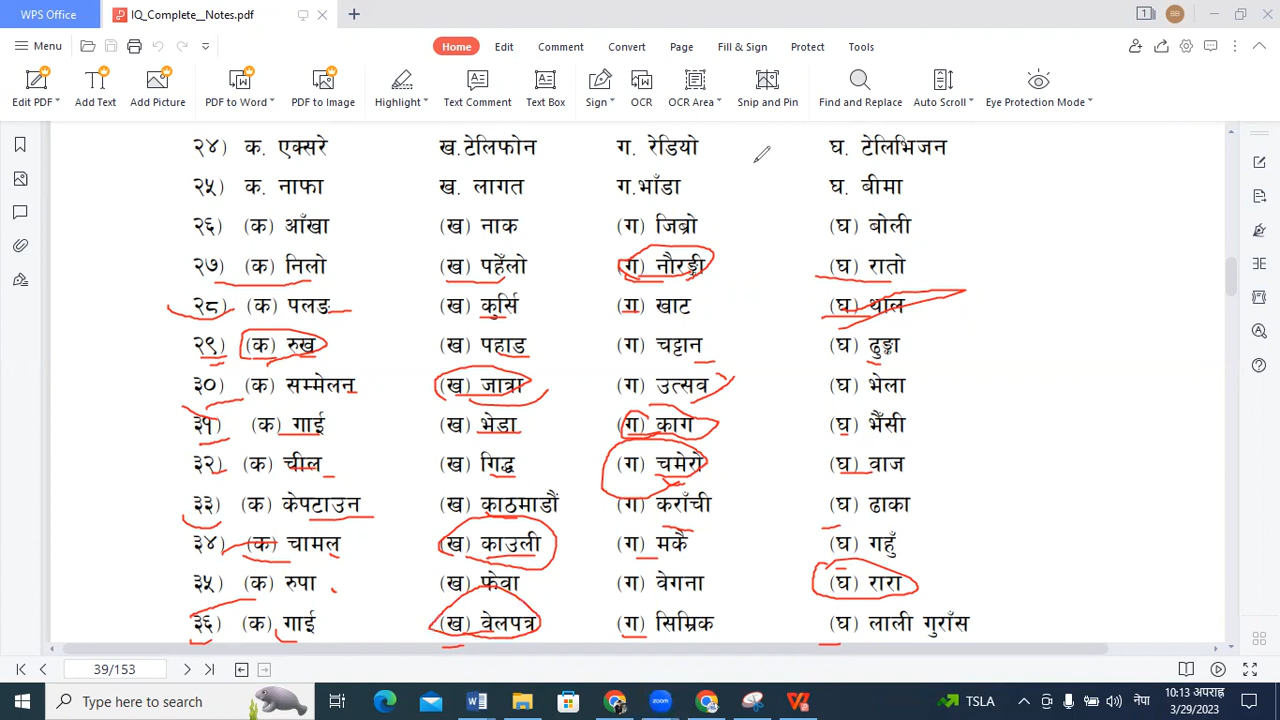 WPS Office IQ_Complete__Notes.pdf BB
Menu Home Edit Comment Convert Page Fill & Sign Protect Tools
Edit PDF Add Text Add Picture PDF to Word PDF to Image Highlight Text Comment Text Box Sign OCR OCR Area Snip and Pin Find and Replace Auto Scroll Eye Protection Mode
२४) क. एक्सरे ख.टेलिफोन ग. रेडियो घ. टेलिभिजन
२५) क. नाफा ख. लागत ग.भाँडा घ. बीमा
२६) (क) आँखा (ख) नाक (ग) जिब्रो (घ) बोली
२७) (क) निलो (ख) पहेँलो (ग) नौरङ्गी (घ) रातो
२८) (क) पलङ (ख) कुर्सि (ग) खाट (घ) थाल
२९) (क) रुख (ख) पहाड (ग) चट्टान (घ) ढुङ्गा
३०) (क) सम्मेलन (ख) जात्रा (ग) उत्सव (घ) भेला
३१) (क) गाई (ख) भेडा (ग) काग (घ) भैँसी
३२) (क) चील (ख) गिद्ध (ग) चमेरो (घ) वाज
३३) (क) केपटाउन (ख) काठमाडौं (ग) कराँची (घ) ढाका
३४) (क) चामल (ख) काउली (ग) मकै (घ) गहुँ
३५) (क) रुपा (ख) फेवा (ग) वेगना (घ) रारा
३६) (क) गाई (ख) वेलपत्र (ग) सिम्रिक (घ) लाली गुराँस
39/153
Type here to search TSLA नेपा 10:13 अपराह्न
3/29/2023